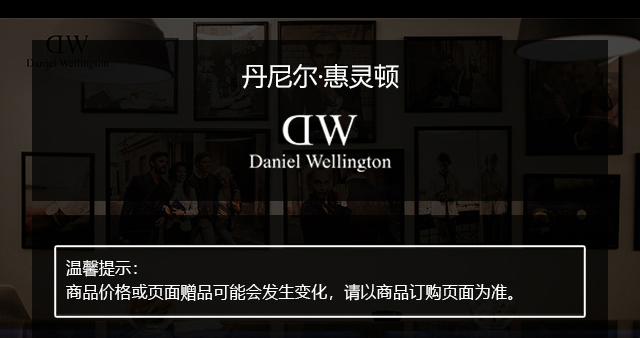 DW
Daniel Wellington
丹尼尔·惠灵顿
DW
Daniel Wellington
温馨提示：
商品价格或页面赠品可能会发生变化，请以商品订购页面为准。